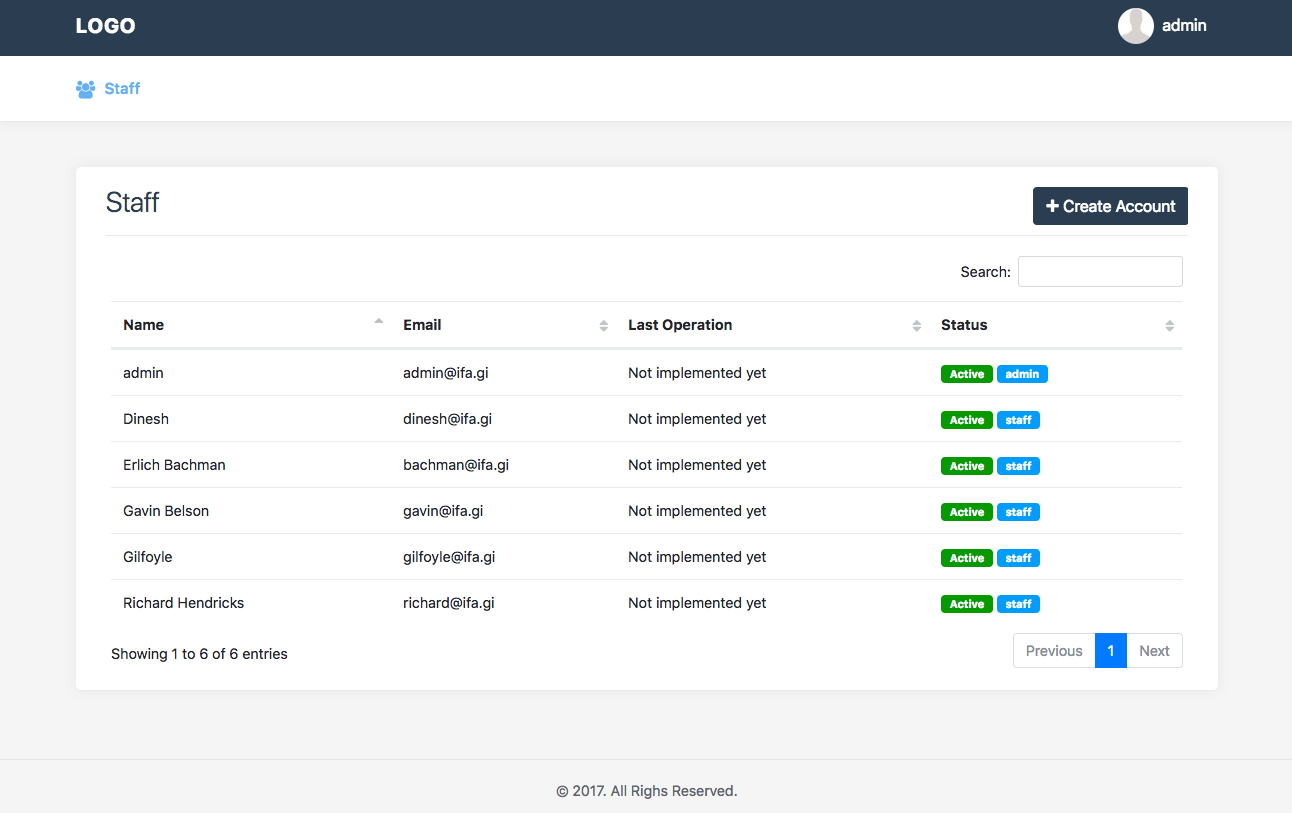 LOGO admin
Staff
Staff + Create Account
Search:
Name Email Last Operation Status
admin admin@ifa.gi Not implemented yet Active admin
Dinesh dinesh@ifa.gi Not implemented yet Active staff
Erlich Bachman bachman@ifa.gi Not implemented yet Active staff
Gavin Belson gavin@ifa.gi Not implemented yet Active staff
Gilfoyle gilfoyle@ifa.gi Not implemented yet Active staff
Richard Hendricks richard@ifa.gi Not implemented yet Active staff
Showing 1 to 6 of 6 entries Previous 1 Next
© 2017. All Righs Reserved.